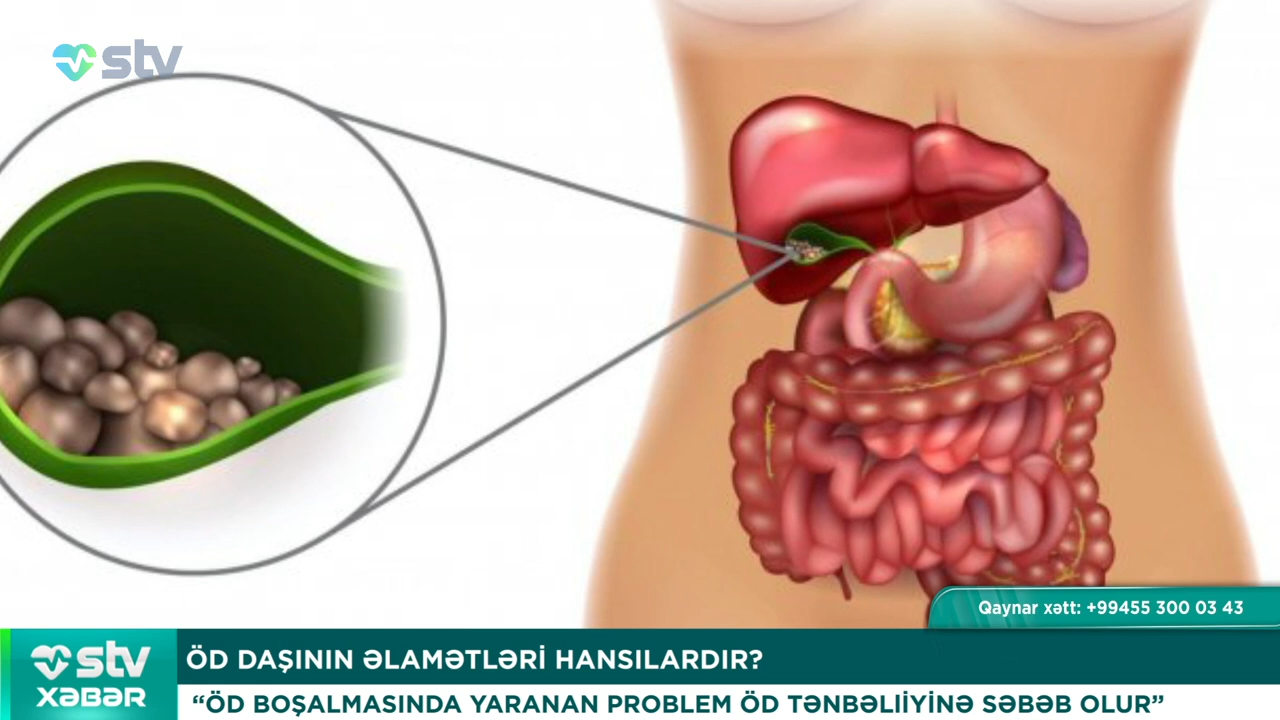 stv
Qaynar xətt: +99455 300 03 43
stv
XƏBƏR
ÖD DAŞININ ƏLAMƏTLƏRİ HANSILARDIR?
“ÖD BOŞALMASINDA YARANAN PROBLEM ÖD TƏNBƏLİİYİNƏ SƏBƏB OLUR”